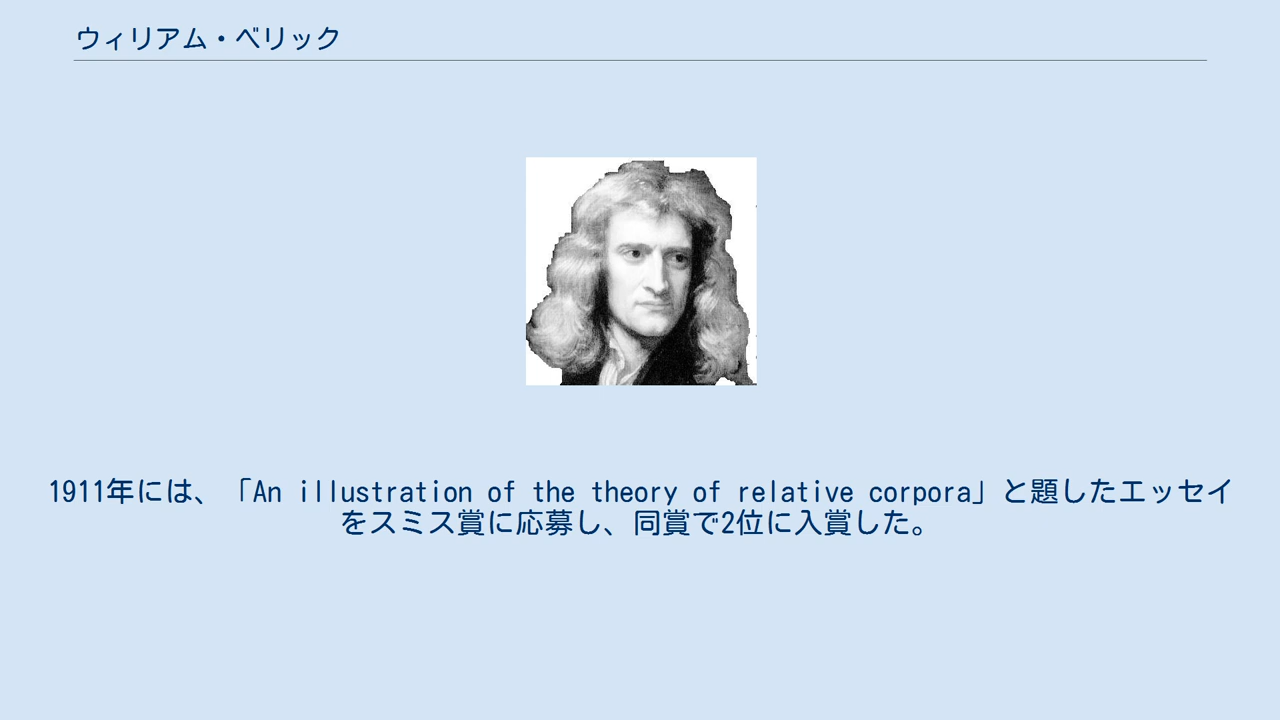 ウィリアム・ベリック
1911年には、「An illustration of the theory of relative corpora」と題したエッセイ
をスミス賞に応募し、同賞で2位に入賞した。